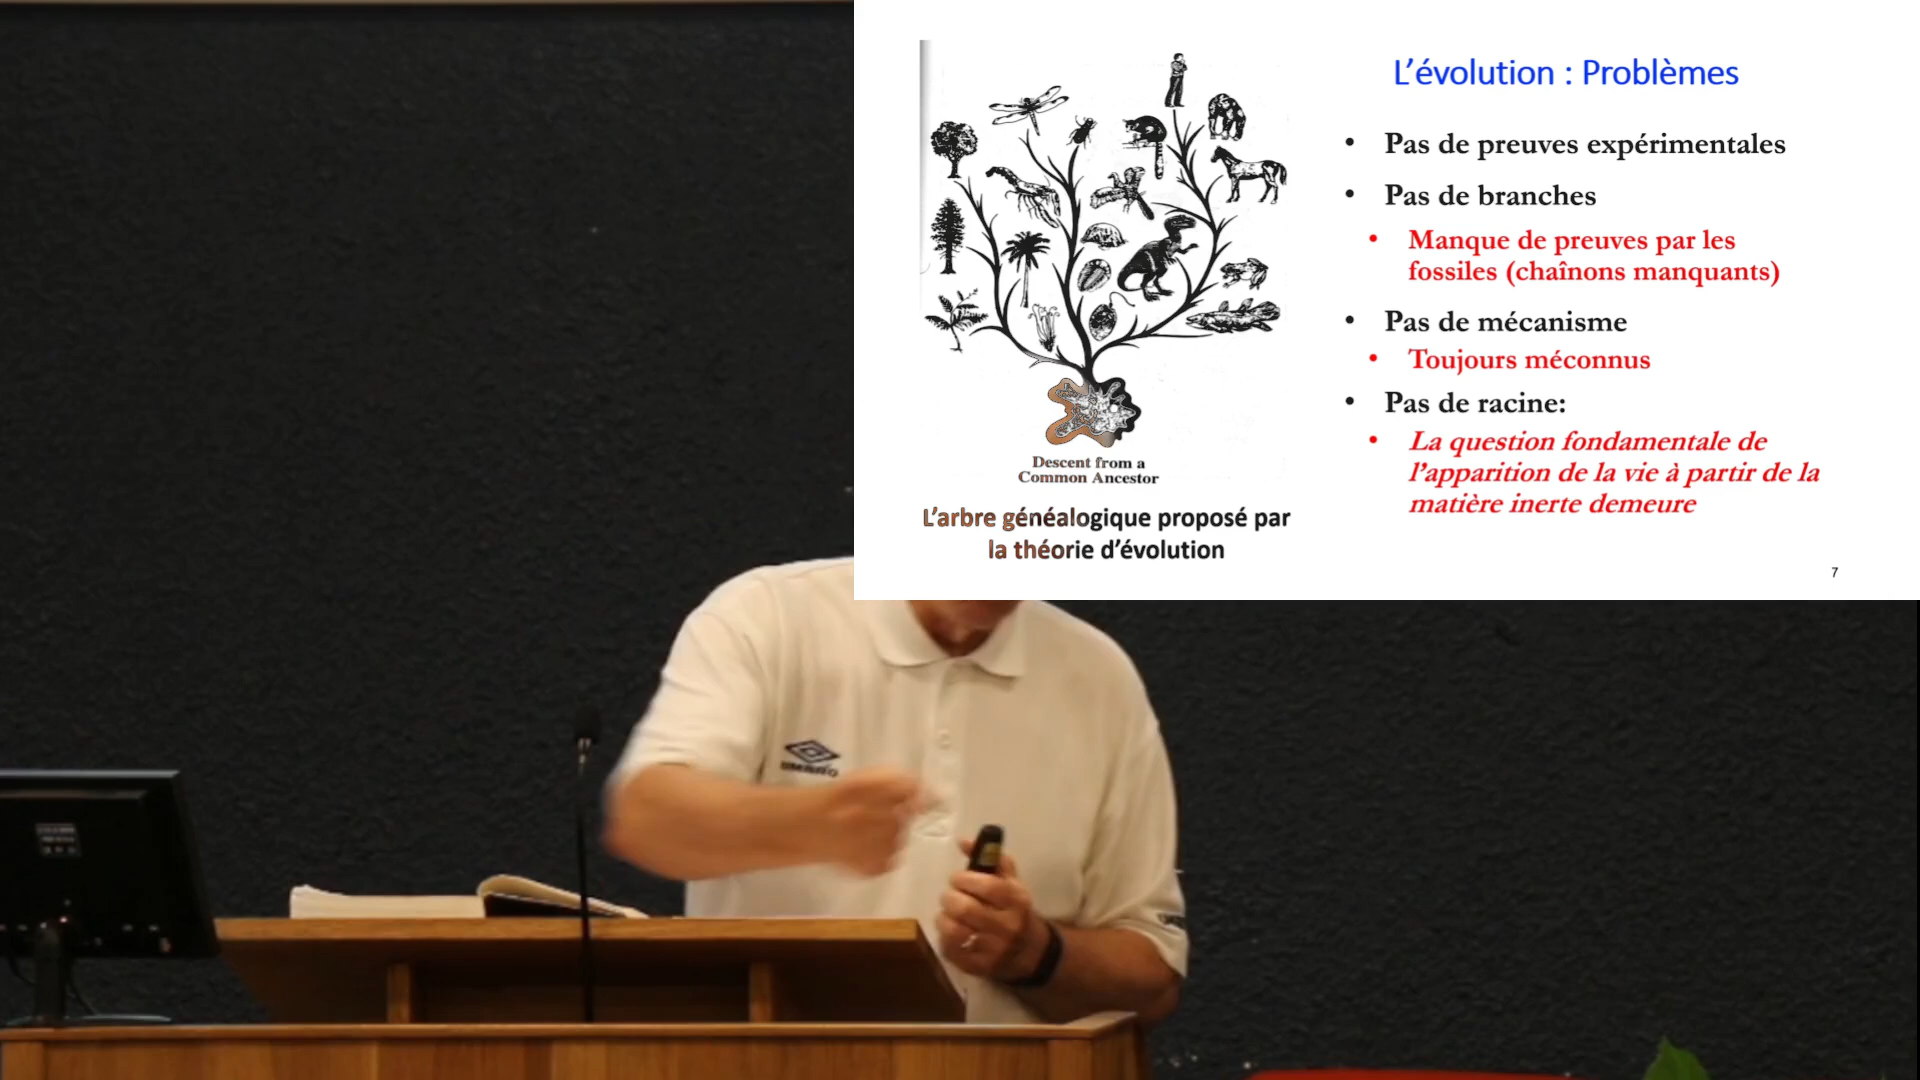 L'évolution : Problèmes
• Pas de preuves expérimentales
• Pas de branches
• Manque de preuves par les
fossiles (chaînons manquants)
• Pas de mécanisme
• Toujours méconnus
• Pas de racine:
• La question fondamentale de
l'apparition de la vie à partir de la
matière inerte demeure
Descent from a
Common Ancestor
L'arbre généalogique proposé par
la théorie d'évolution
7
UMBRO